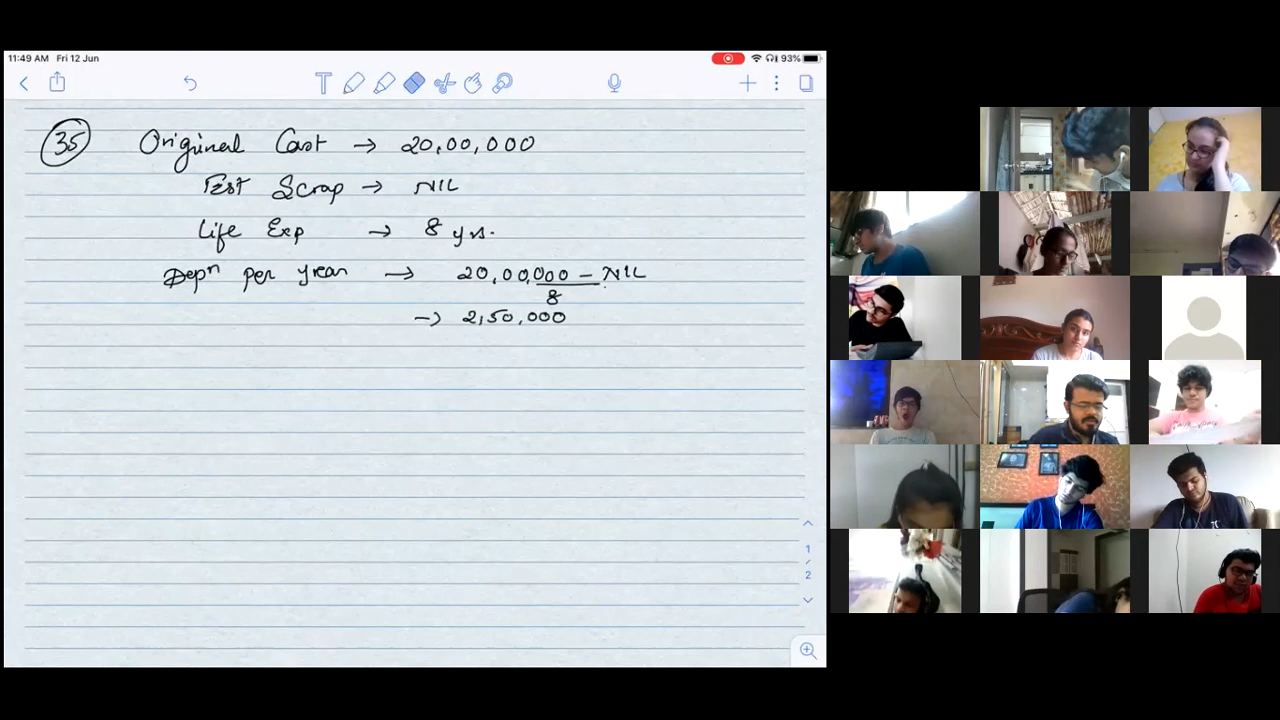 11:49 AM Fri 12 Jun
93%
T
35 Original Cost → 20,00,000
Est Scrap → NIL
Life Exp → 8 yrs.
Depⁿ per year → 20,00,000 - NIL
8
→ 2,50,000
1
/
2